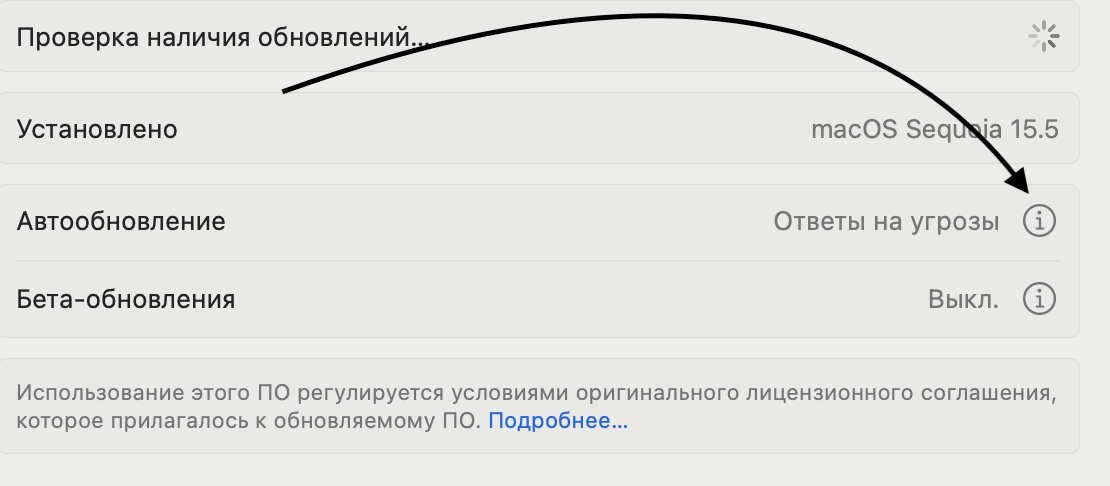 Проверка наличия обновлений...
Установлено
macOS Sequoia 15.5
Автообновление
Ответы на угрозы
Бета-обновления
Выкл.
Использование этого ПО регулируется условиями оригинального лицензионного соглашения,
которое прилагалось к обновляемому ПО. Подробнее...